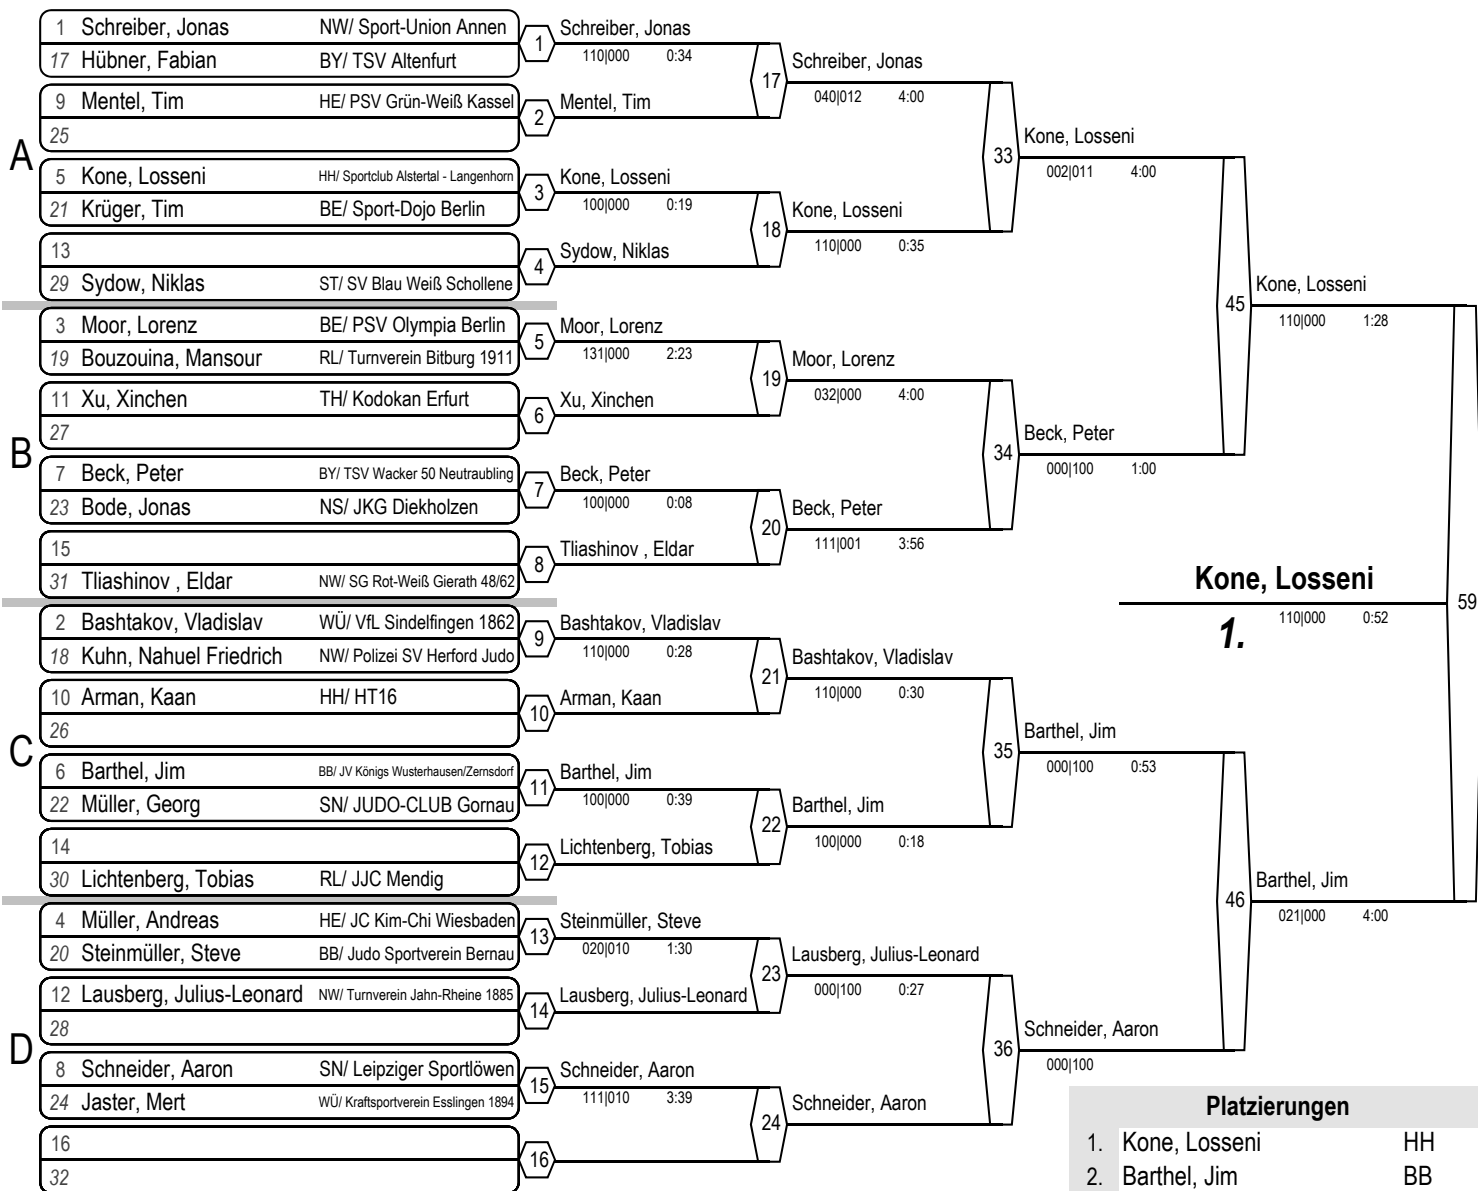 A
1 Schreiber, Jonas NW/ Sport-Union Annen
17 Hübner, Fabian BY/ TSV Altenfurt
9 Mentel, Tim HE/ PSV Grün-Weiß Kassel
25
5 Kone, Losseni HH/ Sportclub Alstertal - Langenhorn
21 Krüger, Tim BE/ Sport-Dojo Berlin
13
29 Sydow, Niklas ST/ SV Blau Weiß Schollene
B
3 Moor, Lorenz BE/ PSV Olympia Berlin
19 Bouzouina, Mansour RL/ Turnverein Bitburg 1911
11 Xu, Xinchen TH/ Kodokan Erfurt
27
7 Beck, Peter BY/ TSV Wacker 50 Neutraubling
23 Bode, Jonas NS/ JKG Diekholzen
15
31 Tliashinov , Eldar NW/ SG Rot-Weiß Gierath 48/62
C
2 Bashtakov, Vladislav WÜ/ VfL Sindelfingen 1862
18 Kuhn, Nahuel Friedrich NW/ Polizei SV Herford Judo
10 Arman, Kaan HH/ HT16
26
6 Barthel, Jim BB/ JV Königs Wusterhausen/Zernsdorf
22 Müller, Georg SN/ JUDO-CLUB Gornau
14
30 Lichtenberg, Tobias RL/ JJC Mendig
D
4 Müller, Andreas HE/ JC Kim-Chi Wiesbaden
20 Steinmüller, Steve BB/ Judo Sportverein Bernau
12 Lausberg, Julius-Leonard NW/ Turnverein Jahn-Rheine 1885
28
8 Schneider, Aaron SN/ Leipziger Sportlöwen
24 Jaster, Mert WÜ/ Kraftsportverein Esslingen 1894
16
32
1 Schreiber, Jonas
110|000 0:34
2 Mentel, Tim
3 Kone, Losseni
100|000 0:19
4 Sydow, Niklas
5 Moor, Lorenz
131|000 2:23
6 Xu, Xinchen
7 Beck, Peter
100|000 0:08
8 Tliashinov , Eldar
9 Bashtakov, Vladislav
110|000 0:28
10 Arman, Kaan
11 Barthel, Jim
100|000 0:39
12 Lichtenberg, Tobias
13 Steinmüller, Steve
020|010 1:30
14 Lausberg, Julius-Leonard
15 Schneider, Aaron
111|010 3:39
16
17 Schreiber, Jonas
040|012 4:00
18 Kone, Losseni
110|000 0:35
19 Moor, Lorenz
032|000 4:00
20 Beck, Peter
111|001 3:56
21 Bashtakov, Vladislav
110|000 0:30
22 Barthel, Jim
100|000 0:18
23 Lausberg, Julius-Leonard
000|100 0:27
24 Schneider, Aaron
33 Kone, Losseni
002|011 4:00
34 Beck, Peter
000|100 1:00
35 Barthel, Jim
000|100 0:53
36 Schneider, Aaron
000|100
45 Kone, Losseni
110|000 1:28
46 Barthel, Jim
021|000 4:00
Kone, Losseni
59
1. 110|000 0:52
Platzierungen
1. Kone, Losseni HH
2. Barthel, Jim BB